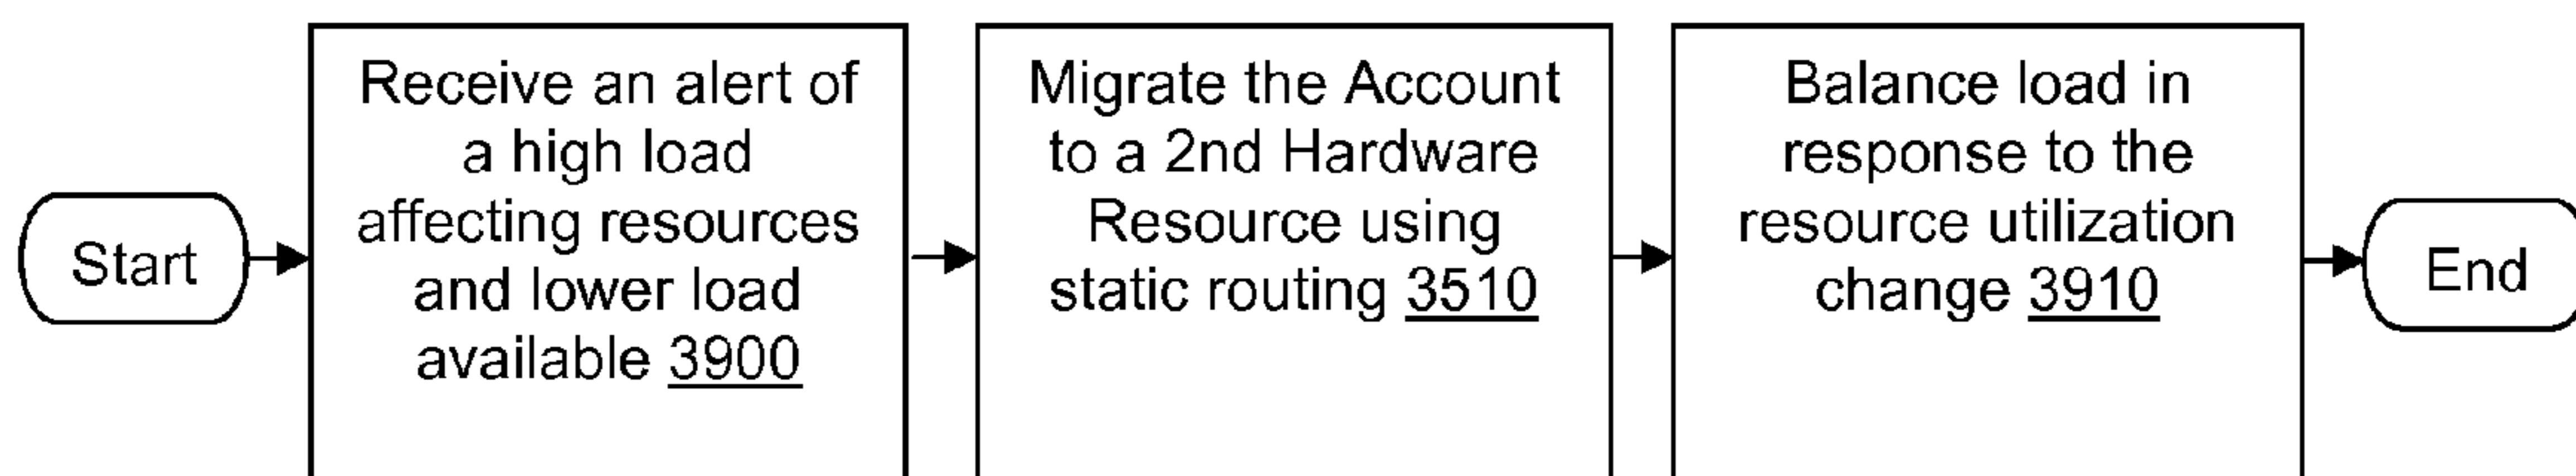 Start
Receive an alert of
a high load
affecting resources
and lower load
available 3900
Migrate the Account
to a 2nd Hardware
Resource using
static routing 3510
Balance load in
response to the
resource utilization
change 3910
End